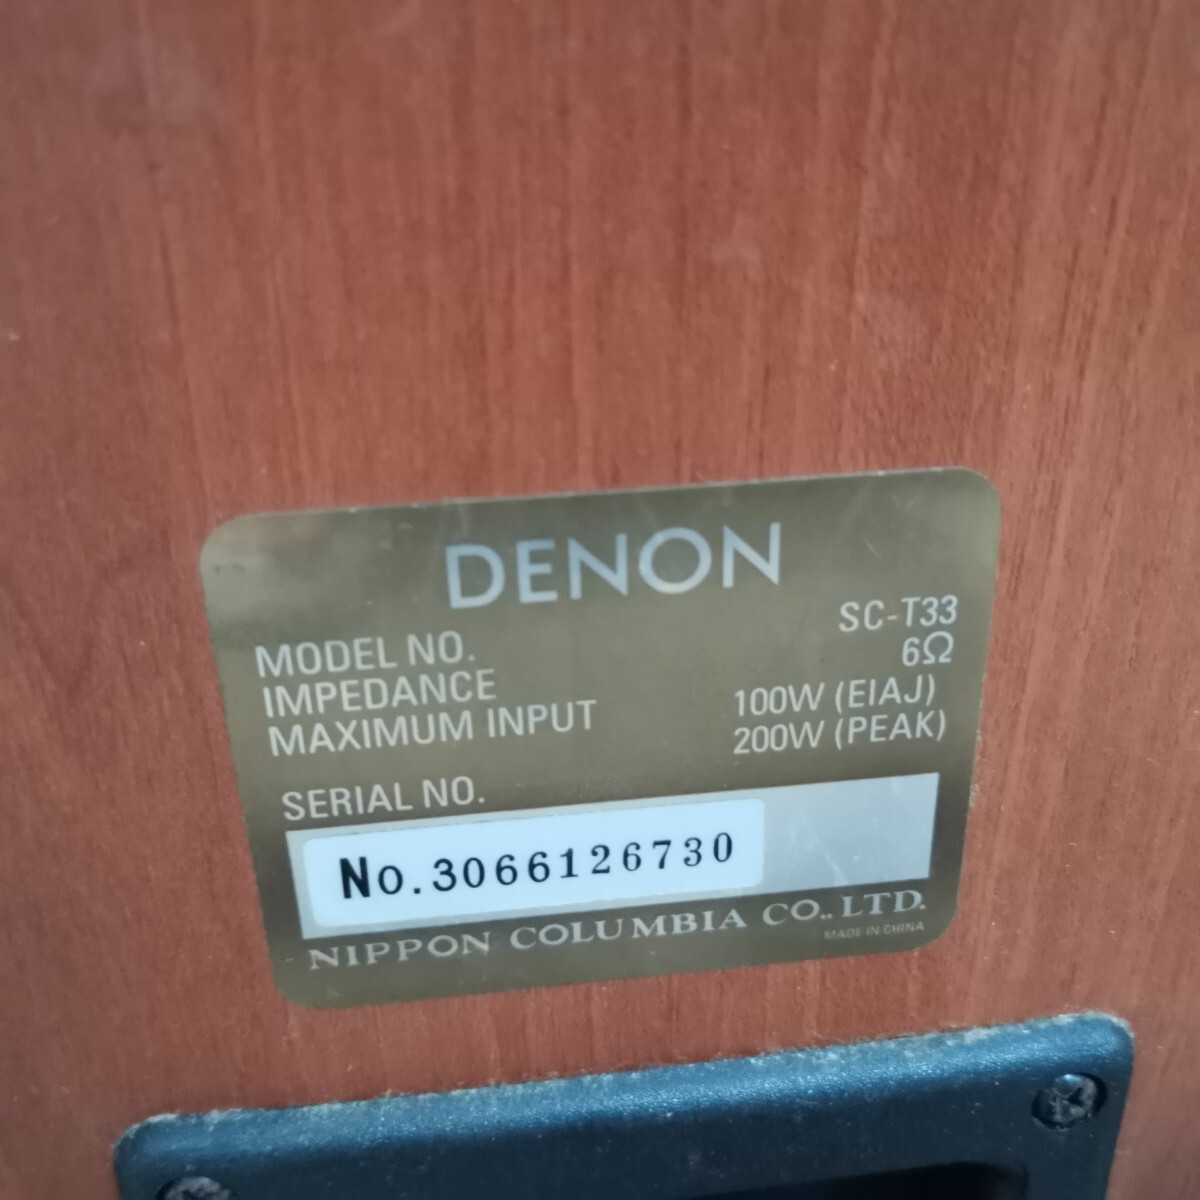 DENON
MODEL NO. SC-T33
IMPEDANCE 6Ω
MAXIMUM INPUT 100W (EIAJ)
200W (PEAK)
SERIAL NO.
No.3066126730
NIPPON COLUMBIA CO., LTD.
MADE IN CHINA